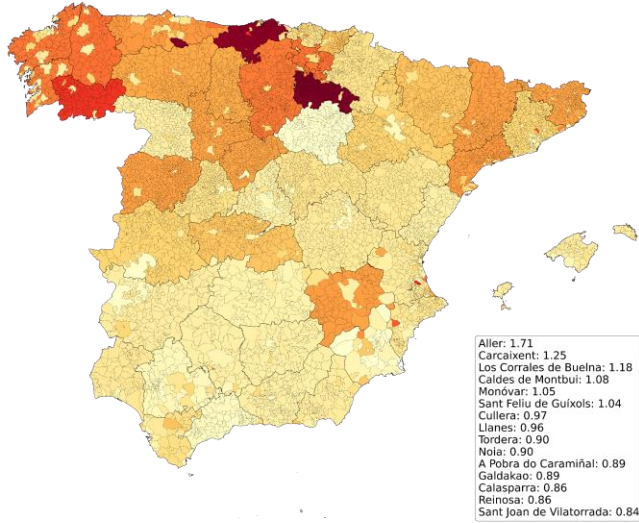 Aller: 1.71
Carcaixent: 1.25
Los Corrales de Buelna: 1.18
Caldes de Montbui: 1.08
Monóvar: 1.05
Sant Feliu de Guíxols: 1.04
Cullera: 0.97
Llanes: 0.96
Tordera: 0.90
Noia: 0.90
A Pobra do Caramiñal: 0.89
Galdakao: 0.89
Calasparra: 0.86
Reinosa: 0.86
Sant Joan de Vilatorrada: 0.84